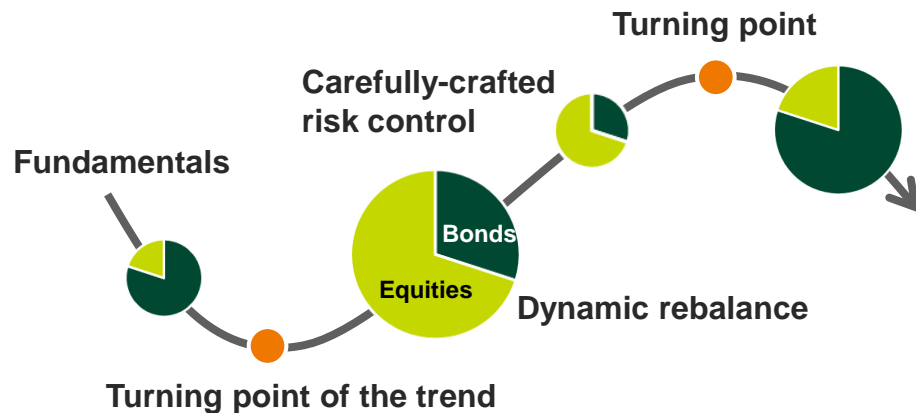 Turning point
Carefully-crafted
risk control
Fundamentals
Bonds
Equities
Dynamic rebalance
Turning point of the trend